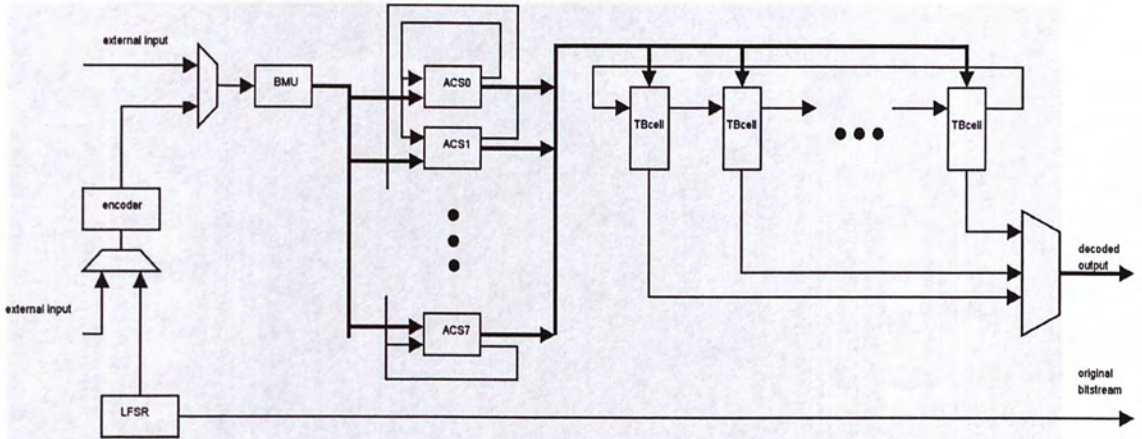 external input
BMU
ACS0
ACS1
TBcell
TBcell
TBcell
encoder
external input
ACS7
decoded
output
LFSR
original
bitstream